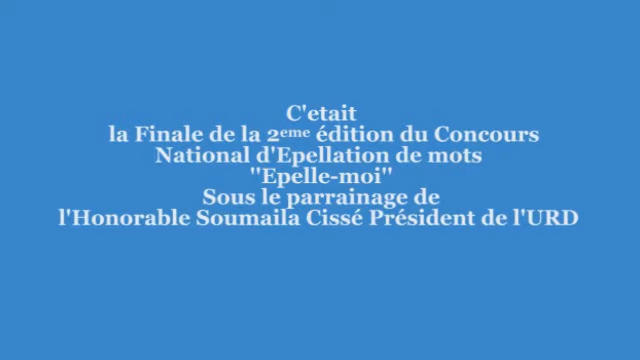 C'etait
la Finale de la 2eme édition du Concours
National d'Epellation de mots
"Epelle-moi"
Sous le parrainage de
l'Honorable Soumaila Cissé Président de l'URD